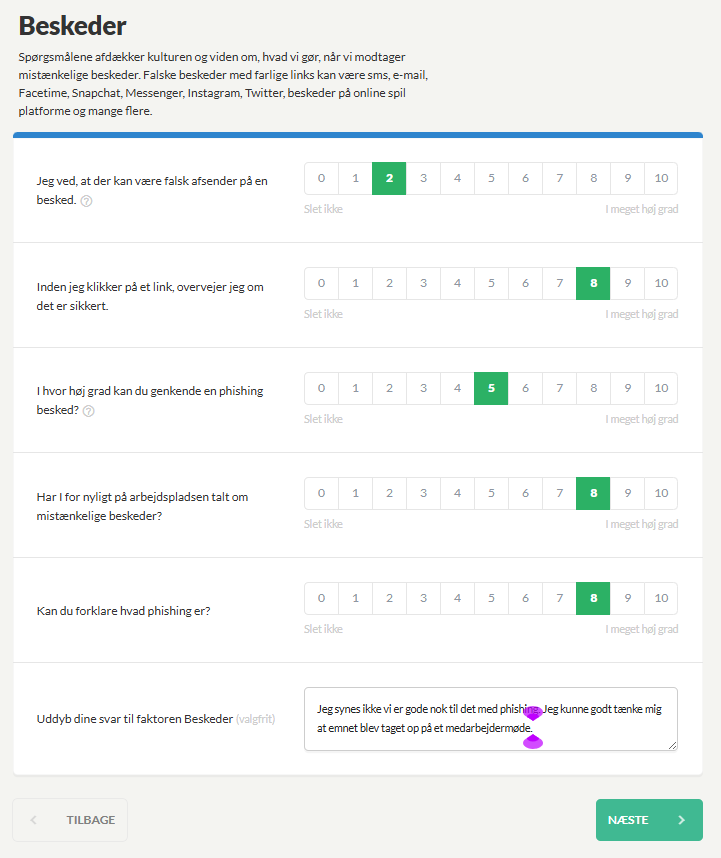 Beskeder
Spørgsmålene afdækker kulturen og viden om, hvad vi gør, når vi modtager
mistænkelige beskeder. Falske beskeder med farlige links kan være sms, e-mail,
Facetime, Snapchat, Messenger, Instagram, Twitter, beskeder på online spil
platforme og mange flere.
Jeg ved, at der kan være falsk afsender på en
besked. ?
0 1 2 3 4 5 6 7 8 9 10
Slet ikke I meget høj grad
Inden jeg klikker på et link, overvejer jeg om
det er sikkert.
0 1 2 3 4 5 6 7 8 9 10
Slet ikke I meget høj grad
I hvor høj grad kan du genkende en phishing
besked? ?
0 1 2 3 4 5 6 7 8 9 10
Slet ikke I meget høj grad
Har I for nyligt på arbejdspladsen talt om
mistænkelige beskeder?
0 1 2 3 4 5 6 7 8 9 10
Slet ikke I meget høj grad
Kan du forklare hvad phishing er?
0 1 2 3 4 5 6 7 8 9 10
Slet ikke I meget høj grad
Uddyb dine svar til faktoren Beskeder (valgfrit)
Jeg synes ikke vi er gode nok til det med phishing. Jeg kunne godt tænke mig
at emnet blev taget op på et medarbejdermøde.
TILBAGE
NÆSTE